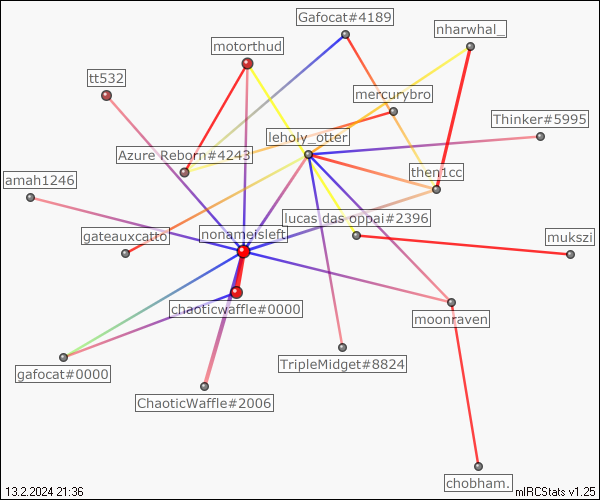 Gafocat#4189
nharwhal_
motorthud
tt532
mercurybro
Thinker#5995
leholy_otter
Azure Reborn#4243
then1cc
amah1246
lucas das oppai#2396
gateauxcatto
nonameisleft
mukszi
chaoticwaffle#0000
moonraven
TripleMidget#8824
gafocat#0000
ChaoticWaffle#2006
chobham.
13.2.2024 21:36
mIRCStats v1.25